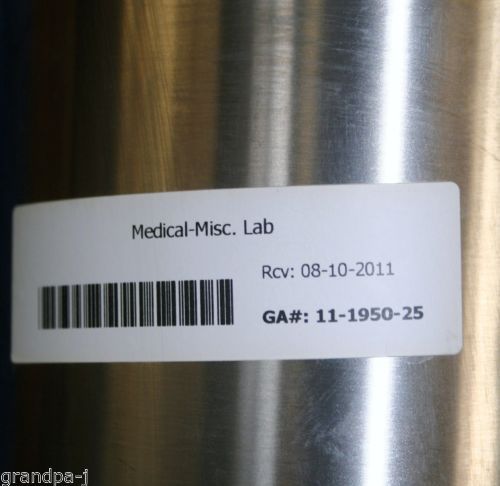 Medical-Misc. Lab
Rcv: 08-10-2011
GA#: 11-1950-25
grandpa-j